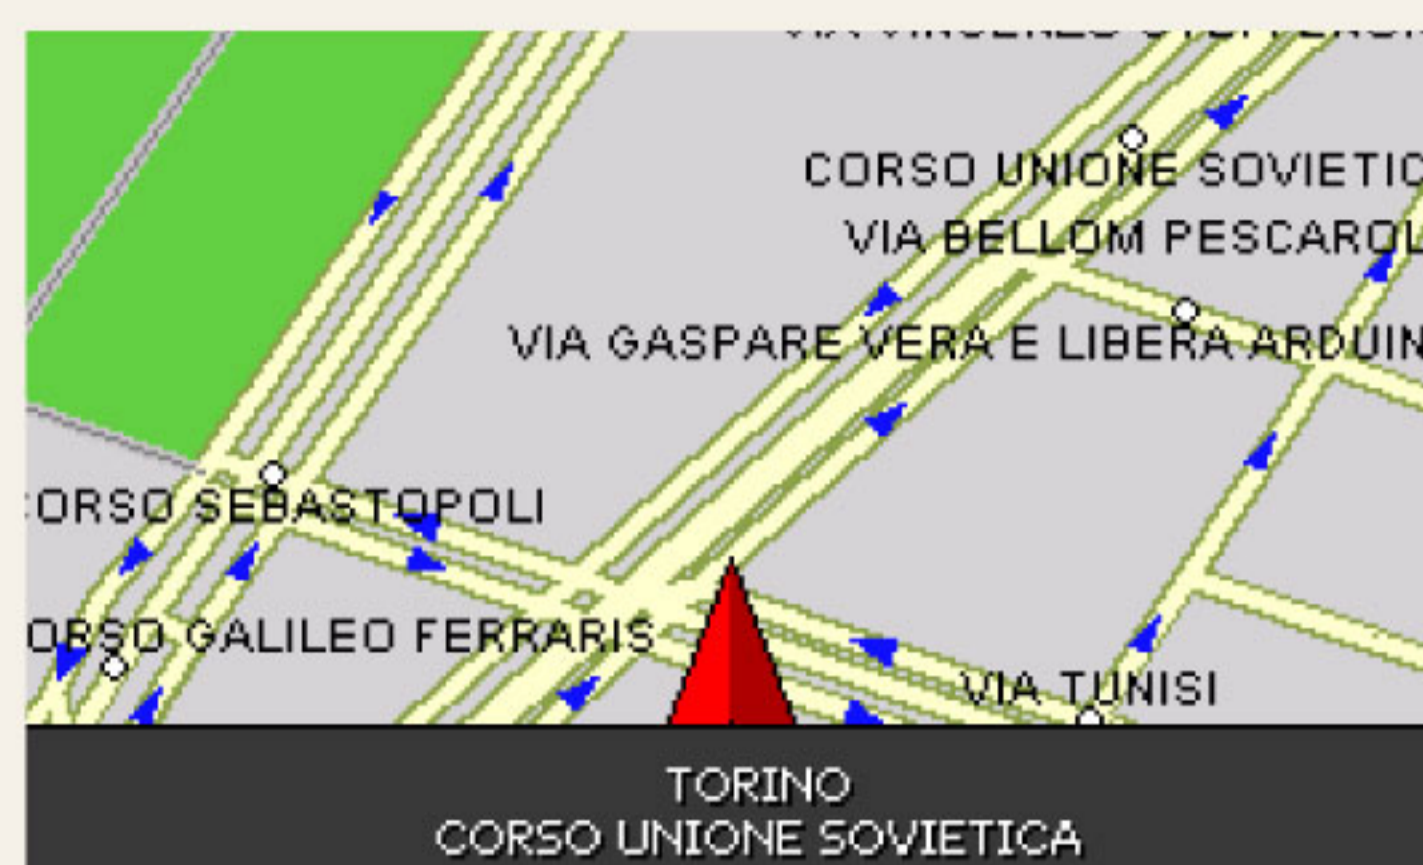 CORSO UNIONE SOVIETIC
VIA BELLOM PESCAROL
VIA GASPARE VERA E LIBERA ARDUIN
ORSO SEBASTOPOLI
ORSO GALILEO FERRARIS
VIA TUNISI
TORINO
CORSO UNIONE SOVIETICA